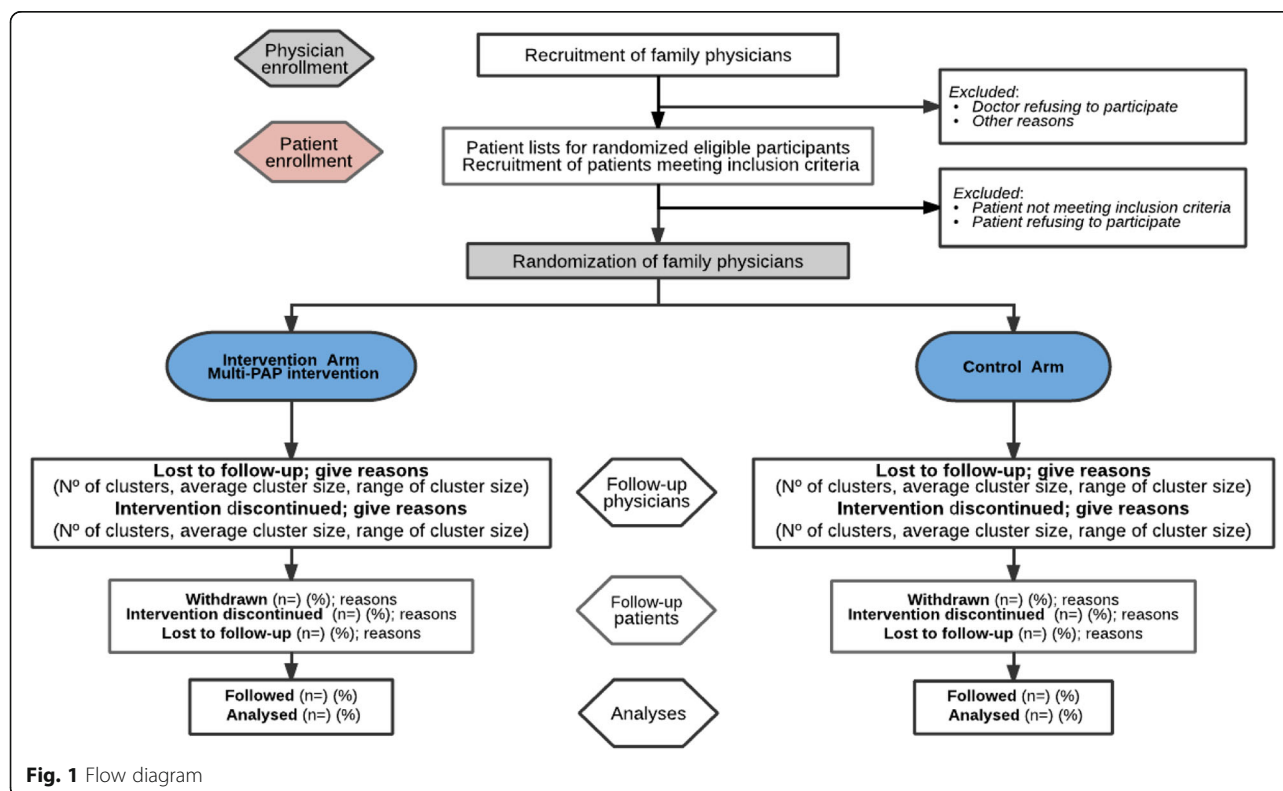 Physician
enrollment
Recruitment of family physicians
Excluded:
• Doctor refusing to participate
• Other reasons
Patient
enrollment
Patient lists for randomized eligible participants
Recruitment of patients meeting inclusion criteria
Excluded:
• Patient not meeting inclusion criteria
• Patient refusing to participate
Randomization of family physicians
Intervention Arm
Multi-PAP intervention
Control Arm
Lost to follow-up; give reasons
(Nº of clusters, average cluster size, range of cluster size)
Intervention discontinued; give reasons
(Nº of clusters, average cluster size, range of cluster size)
Follow-up
physicians
Lost to follow-up; give reasons
(Nº of clusters, average cluster size, range of cluster size)
Intervention discontinued; give reasons
(Nº of clusters, average cluster size, range of cluster size)
Withdrawn (n=) (%); reasons
Intervention discontinued (n=) (%); reasons
Lost to follow-up (n=) (%); reasons
Follow-up
patients
Withdrawn (n=) (%); reasons
Intervention discontinued (n=) (%); reasons
Lost to follow-up (n=) (%); reasons
Followed (n=) (%)
Analysed (n=) (%)
Analyses
Followed (n=) (%)
Analysed (n=) (%)
Fig. 1 Flow diagram